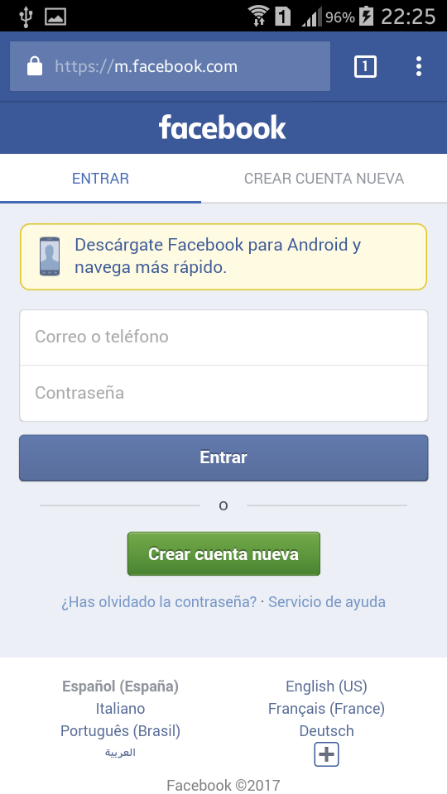 1 96% 22:25
https://m.facebook.com 1
facebook
ENTRAR CREAR CUENTA NUEVA
Descárgate Facebook para Android y
navega más rápido.
Correo o teléfono
Contraseña
Entrar
o
Crear cuenta nueva
¿Has olvidado la contraseña? · Servicio de ayuda
Español (España) English (US)
Italiano Français (France)
Português (Brasil) Deutsch
العربية
Facebook ©2017